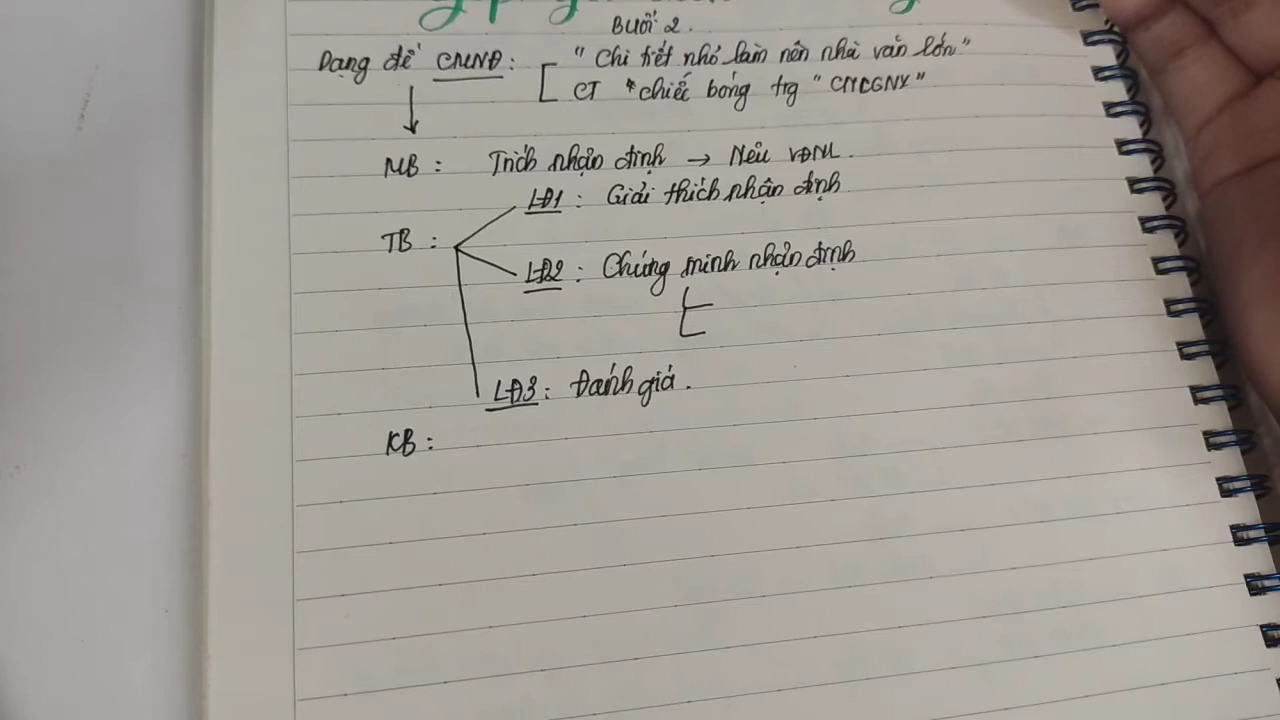 Buổi 2.
Dạng đề CMNĐ: "Chi tiết nhỏ làm nên nhà văn lớn"
CT *chiếc bóng trg "CNCGNX"
MB: Trích nhận định → Nêu VĐNL.
LĐ1: Giải thích nhận định
TB:
LĐ2: Chứng minh nhận định
LĐ3: Đánh giá.
KB: